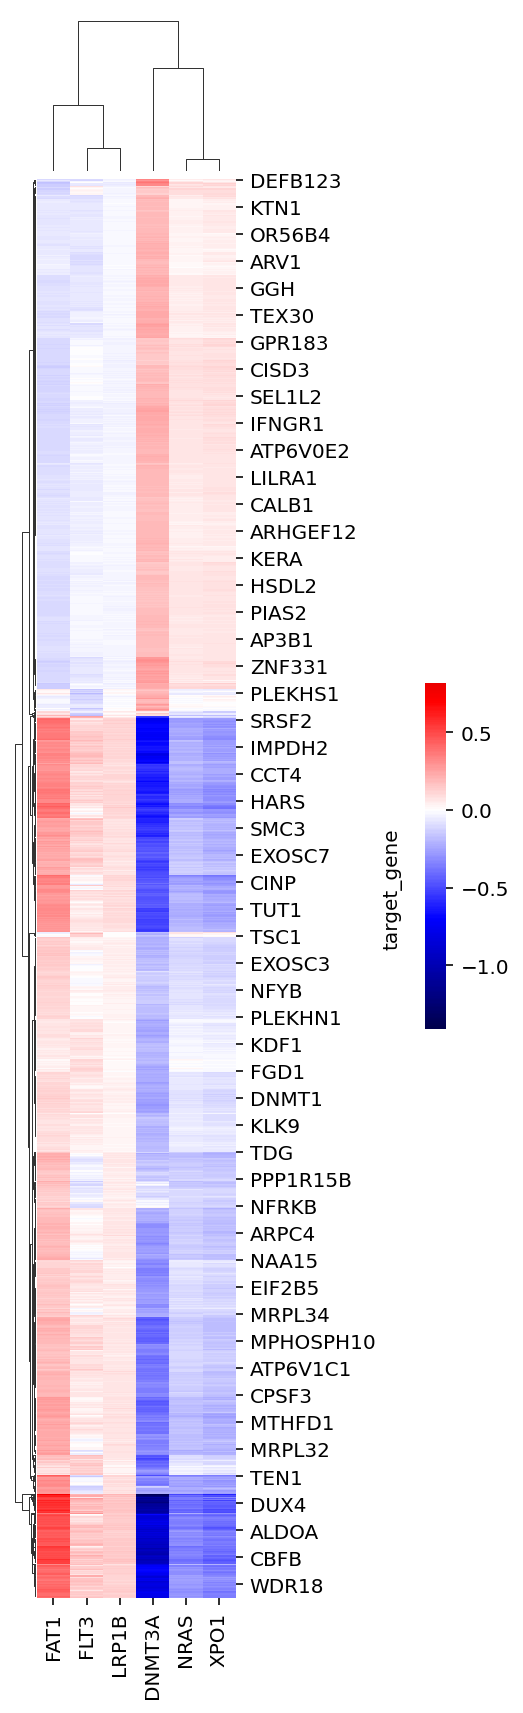 DEFB123
KTN1
OR56B4
ARV1
GGH
TEX30
GPR183
CISD3
SEL1L2
IFNGR1
ATP6V0E2
LILRA1
CALB1
ARHGEF12
KERA
HSDL2
PIAS2
AP3B1
ZNF331
PLEKHS1
SRSF2
IMPDH2
CCT4
HARS
SMC3
EXOSC7
CINP
TUT1
TSC1
EXOSC3
NFYB
PLEKHN1
KDF1
FGD1
DNMT1
KLK9
TDG
PPP1R15B
NFRKB
ARPC4
NAA15
EIF2B5
MRPL34
MPHOSPH10
ATP6V1C1
CPSF3
MTHFD1
MRPL32
TEN1
DUX4
ALDOA
CBFB
WDR18
FAT1
FLT3
LRP1B
DNMT3A
NRAS
XPO1
target_gene
0.5
0.0
−0.5
−1.0